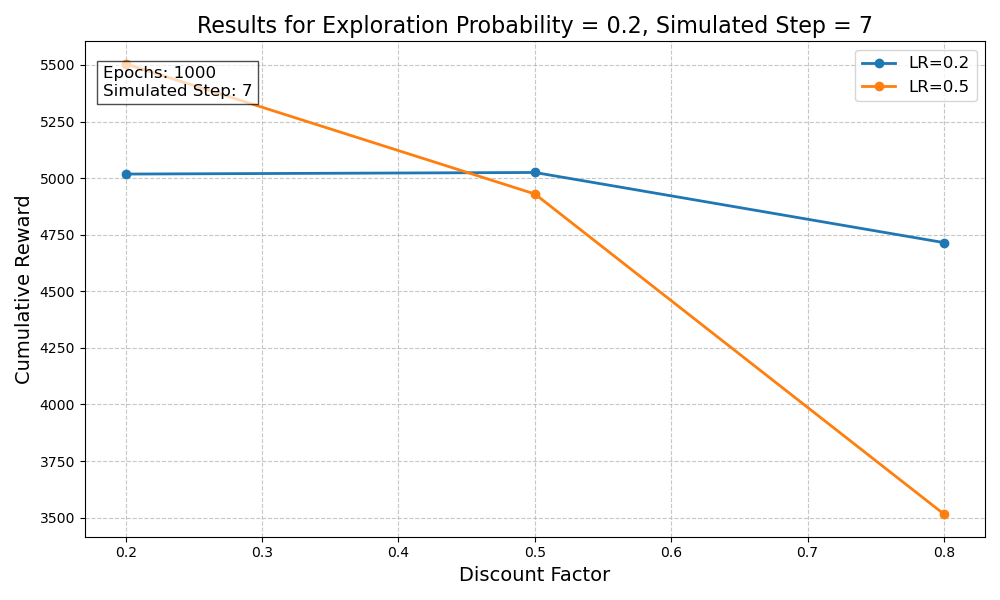 Results for Exploration Probability = 0.2, Simulated Step = 7
Epochs: 1000
Simulated Step: 7
LR=0.2
LR=0.5
Cumulative Reward
5500
5250
5000
4750
4500
4250
4000
3750
3500
0.2 0.3 0.4 0.5 0.6 0.7 0.8
Discount Factor